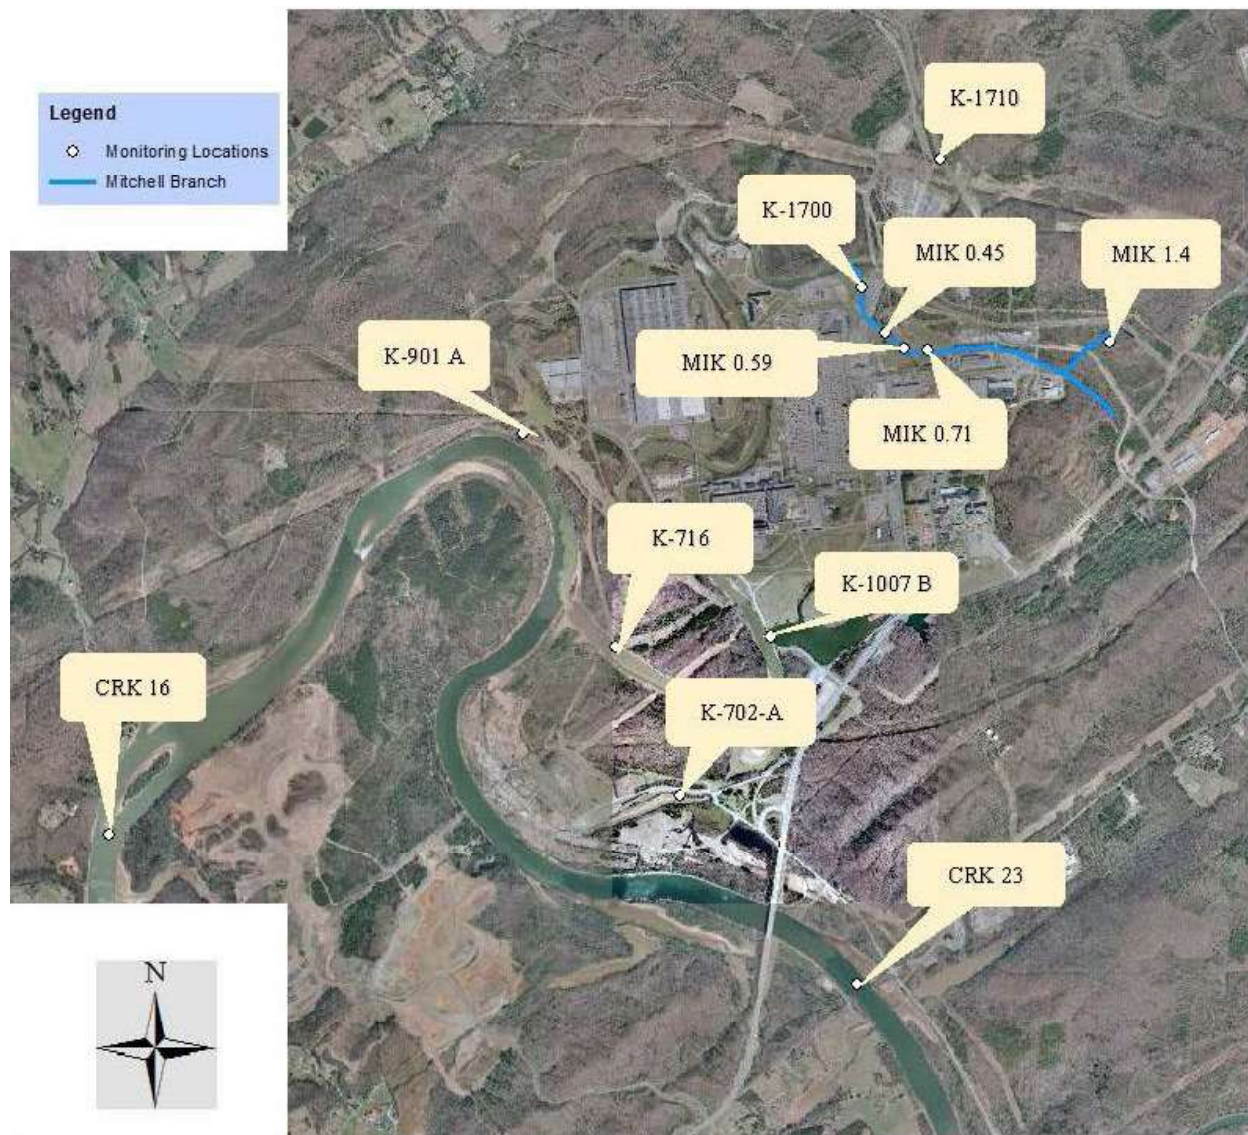 K-1710
Legend
Monitoring Locations
Mitchell Branch
K-1700
MIK 0.45
MIK 1.4
K-901 A
MIK 0.59
MIK 0.71
K-716
K-1007 B
CRK 16
K-702-A
CRK 23
N